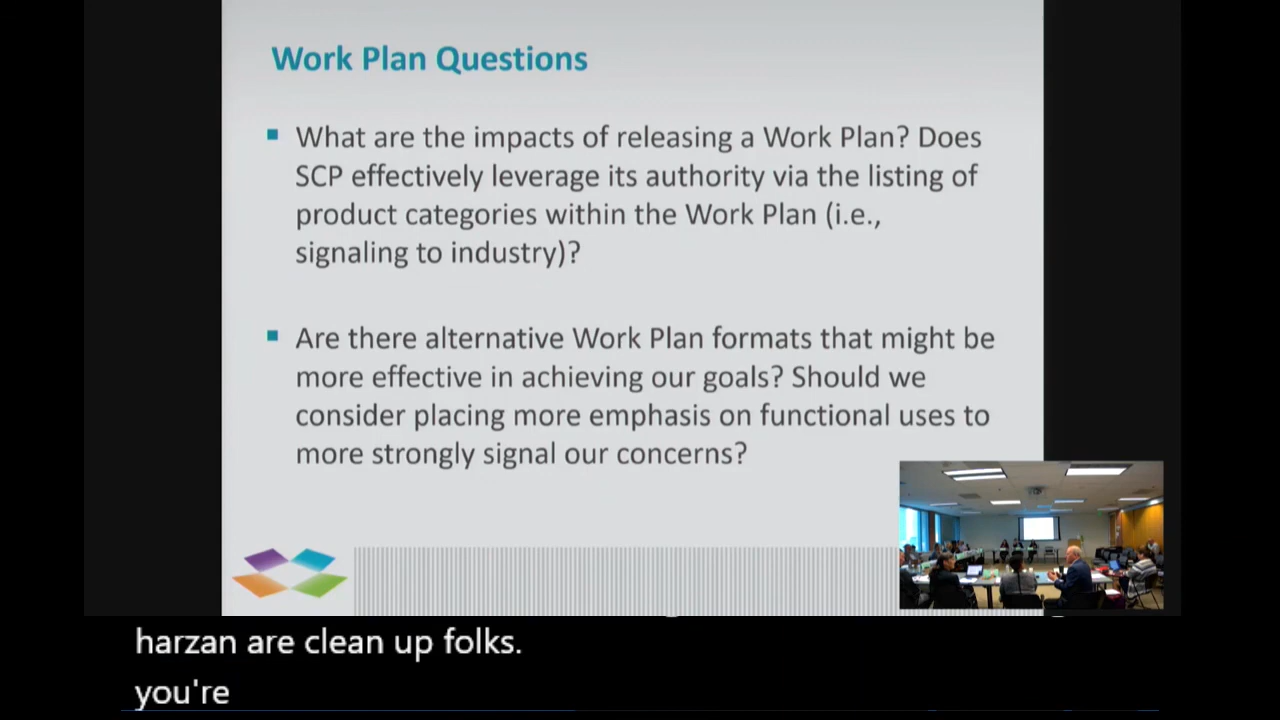 Work Plan Questions
What are the impacts of releasing a Work Plan? Does
SCP effectively leverage its authority via the listing of
product categories within the Work Plan (i.e.,
signaling to industry)?
Are there alternative Work Plan formats that might be
more effective in achieving our goals? Should we
consider placing more emphasis on functional uses to
more strongly signal our concerns?
harzan are clean up folks.
you're